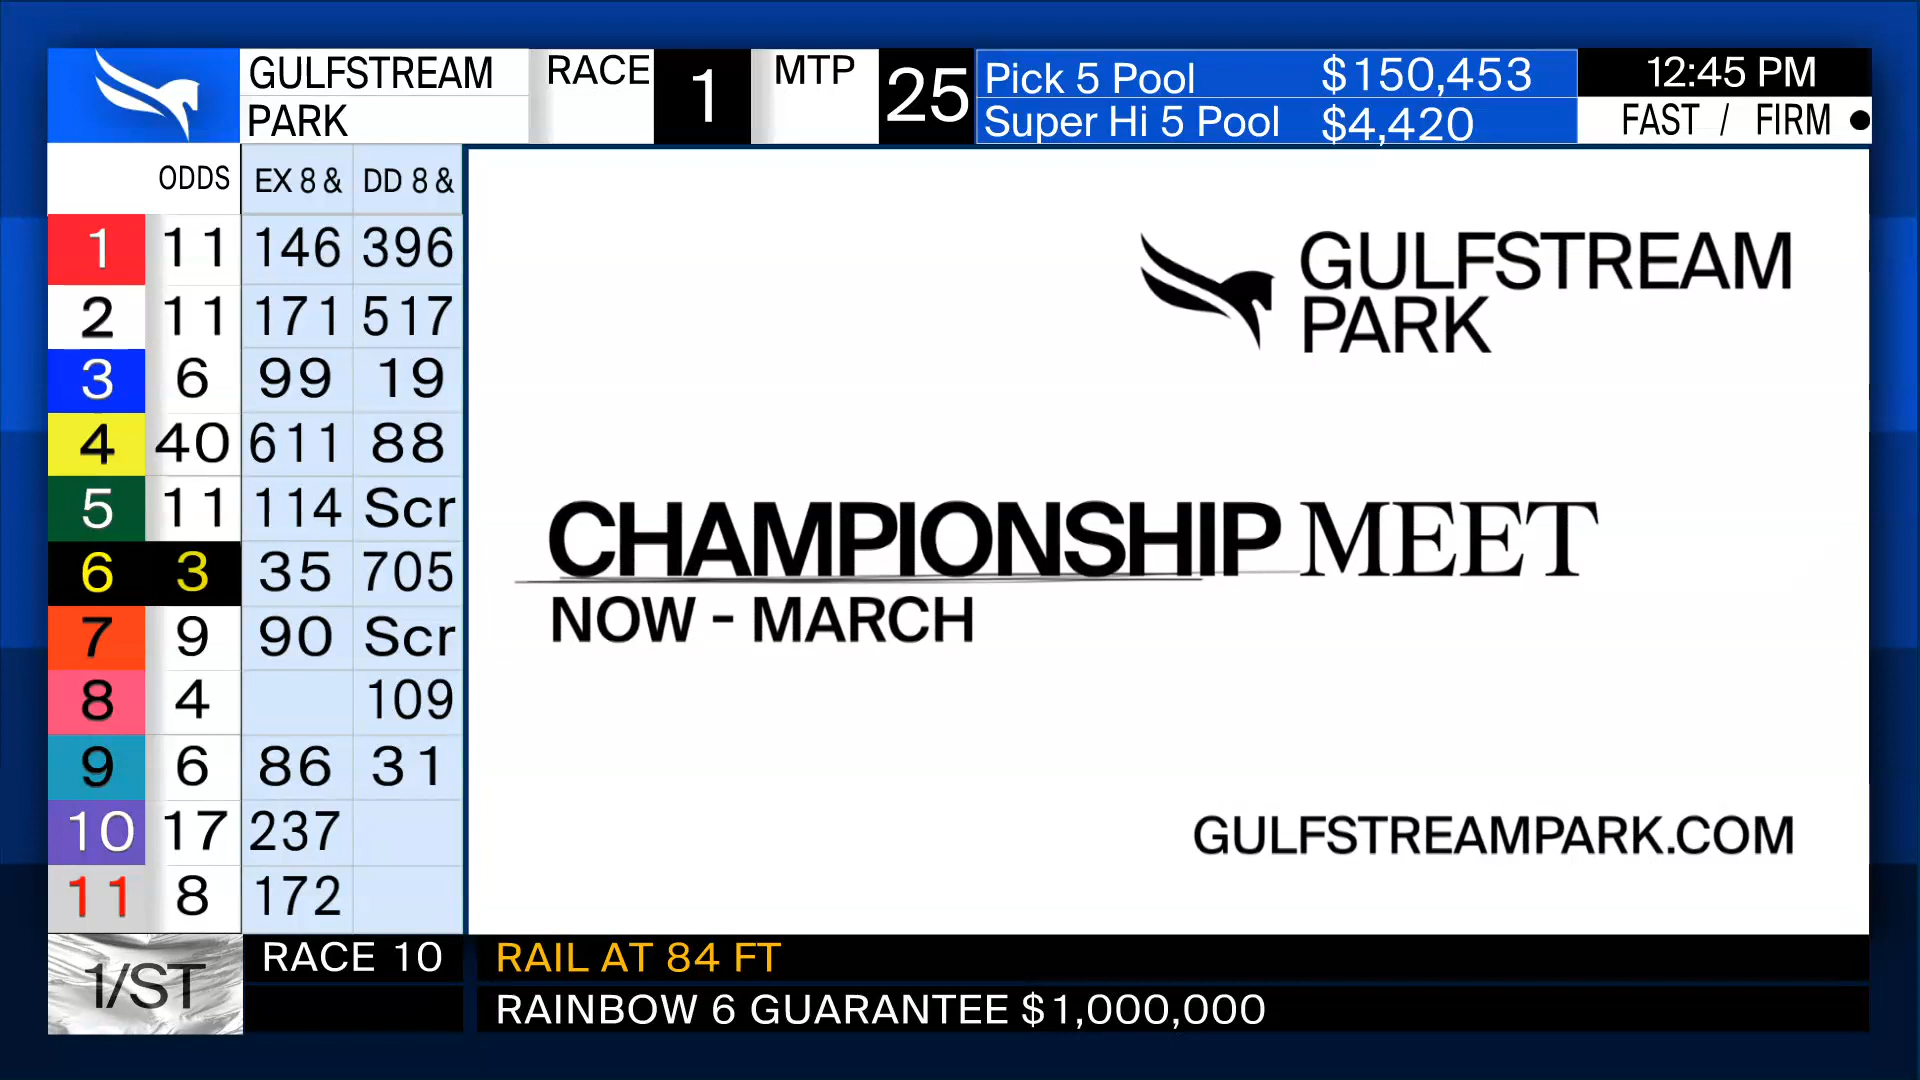 GULFSTREAM
PARK
RACE 1 MTP 25
Pick 5 Pool $150,453
Super Hi 5 Pool $4,420
12:45 PM
FAST / FIRM
ODDS EX 8 & DD 8 &
1 11 146 396
2 11 171 517
3 6 99 19
4 40 611 88
5 11 114 Scr
6 3 35 705
7 9 90 Scr
8 4 109
9 6 86 31
10 17 237
11 8 172
GULFSTREAM
PARK
CHAMPIONSHIP MEET
NOW - MARCH
GULFSTREAMPARK.COM
1/ST
RACE 10
RAIL AT 84 FT
RAINBOW 6 GUARANTEE $1,000,000